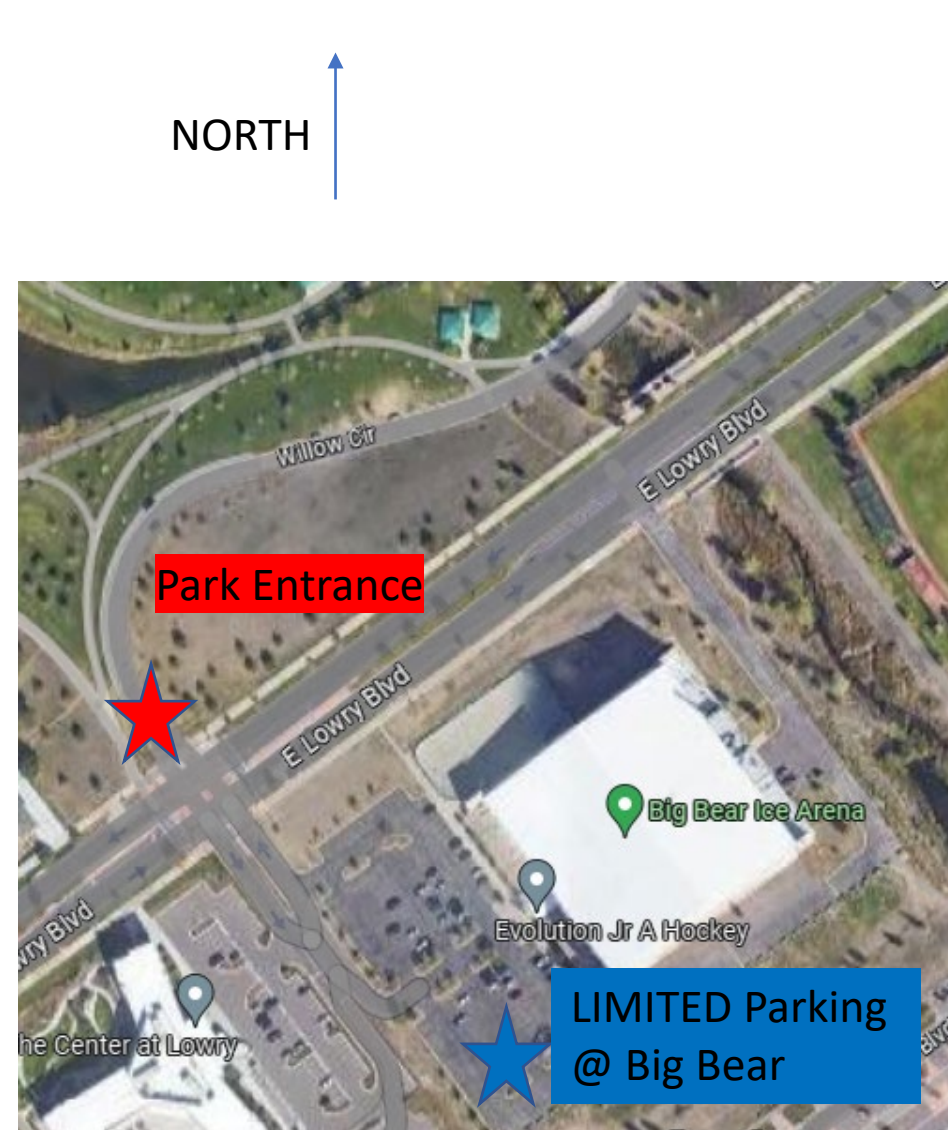 NORTH
Willow Cir
E Lowry Blvd
Park Entrance
E Lowry Blvd
Big Bear Ice Arena
Evolution Jr A Hockey
wry Blvd
LIMITED Parking
@ Big Bear
he Center at Lowry
Blv